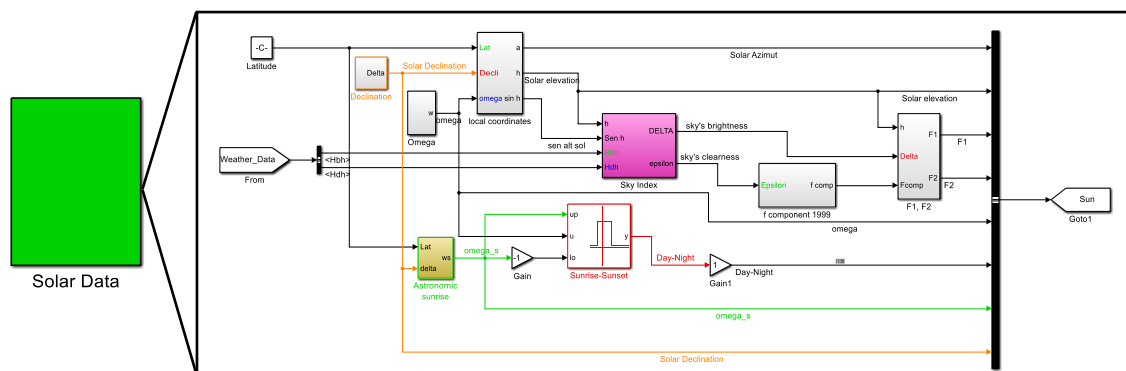 Solar Data
-C-
Latitude
Delta
Declination
Solar Declination
w
Omega
omega
Lat
Decli
omega
a
h
sin h
local coordinates
Solar Azimut
Solar elevation
Solar elevation
sen alt sol
Weather_Data
From
<Hbh>
<Hdh>
h
Sen h
Hbh
Hdh
DELTA
epsilon
Sky Index
sky's brightness
sky's clearness
Epsilon
f comp
f component 1999
h
Delta
Fcomp
F1
F2
F1, F2
F1
F2
omega
Lat
delta
ws
Astronomic
sunrise
omega_s
-1
Gain
up
u
lo
y
Sunrise-Sunset
Day-Night
1
Gain1
Day-Night
omega_s
Solar Declination
Sun
Goto1